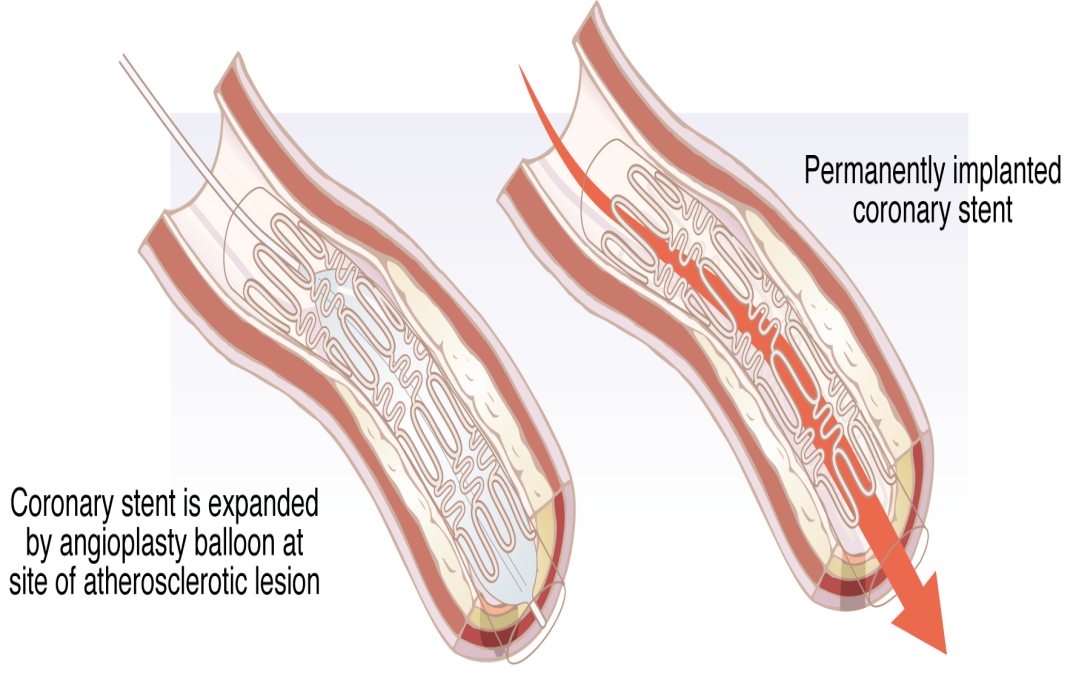 Permanently implanted
coronary stent
Coronary stent is expanded
by angioplasty balloon at
site of atherosclerotic lesion